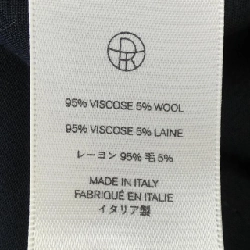 95% VISCOSE 5% WOOL
95% VISCOSE 5% LAINE
レーヨン 95% 毛 5%
MADE IN ITALY
FABRIQUÉ EN ITALIE
イタリア製